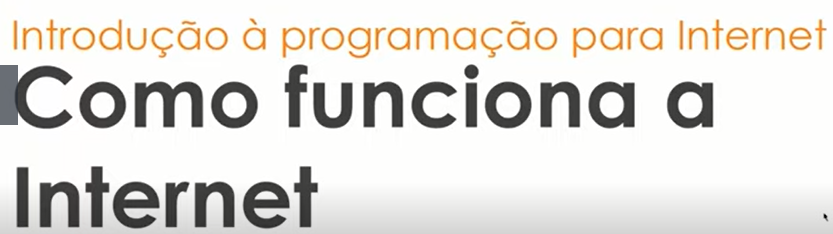 Introdução à programação para Internet
Como funciona a
Internet